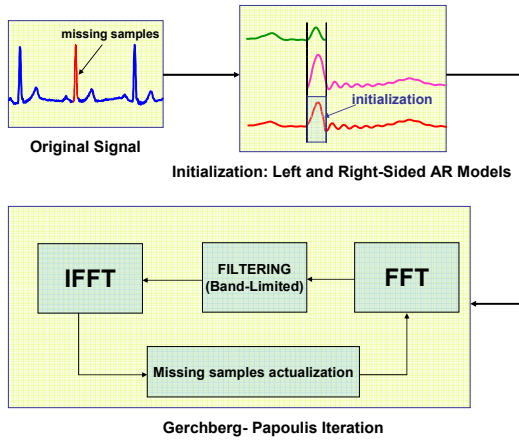 missing samples
Original Signal
initialization
Initialization: Left and Right-Sided AR Models
IFFT
FILTERING
(Band-Limited)
FFT
Missing samples actualization
Gerchberg- Papoulis Iteration